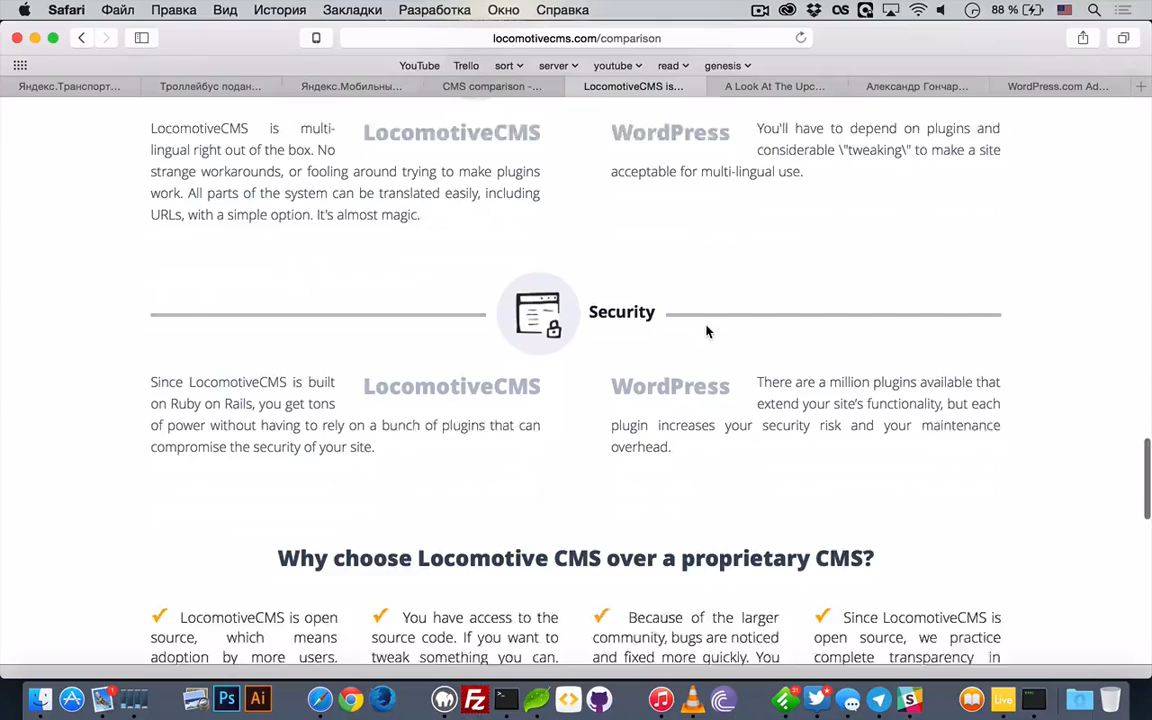 Safari Файл Правка Вид История Закладки Разработка Окно Справка 88 %
locomotivecms.com/comparison
YouTube Trello sort server youtube read genesis
Яндекс.Транспорт... Троллейбус подан... Яндекс.Мобильны... CMS comparison -... LocomotiveCMS is... A Look At The Upc... Александр Гончар... WordPress.com Ad...
LocomotiveCMS
LocomotiveCMS is multi-
lingual right out of the box. No
strange workarounds, or fooling around trying to make plugins
work. All parts of the system can be translated easily, including
URLs, with a simple option. It's almost magic.
WordPress
You'll have to depend on plugins and
considerable \"tweaking\" to make a site
acceptable for multi-lingual use.
Security
LocomotiveCMS
Since LocomotiveCMS is built
on Ruby on Rails, you get tons
of power without having to rely on a bunch of plugins that can
compromise the security of your site.
WordPress
There are a million plugins available that
extend your site's functionality, but each
plugin increases your security risk and your maintenance
overhead.
Why choose Locomotive CMS over a proprietary CMS?
LocomotiveCMS is open
source, which means
adoption by more users.
You have access to the
source code. If you want to
tweak something you can.
Because of the larger
community, bugs are noticed
and fixed more quickly. You
Since LocomotiveCMS is
open source, we practice
complete transparency in
Ps Ai Fz Live